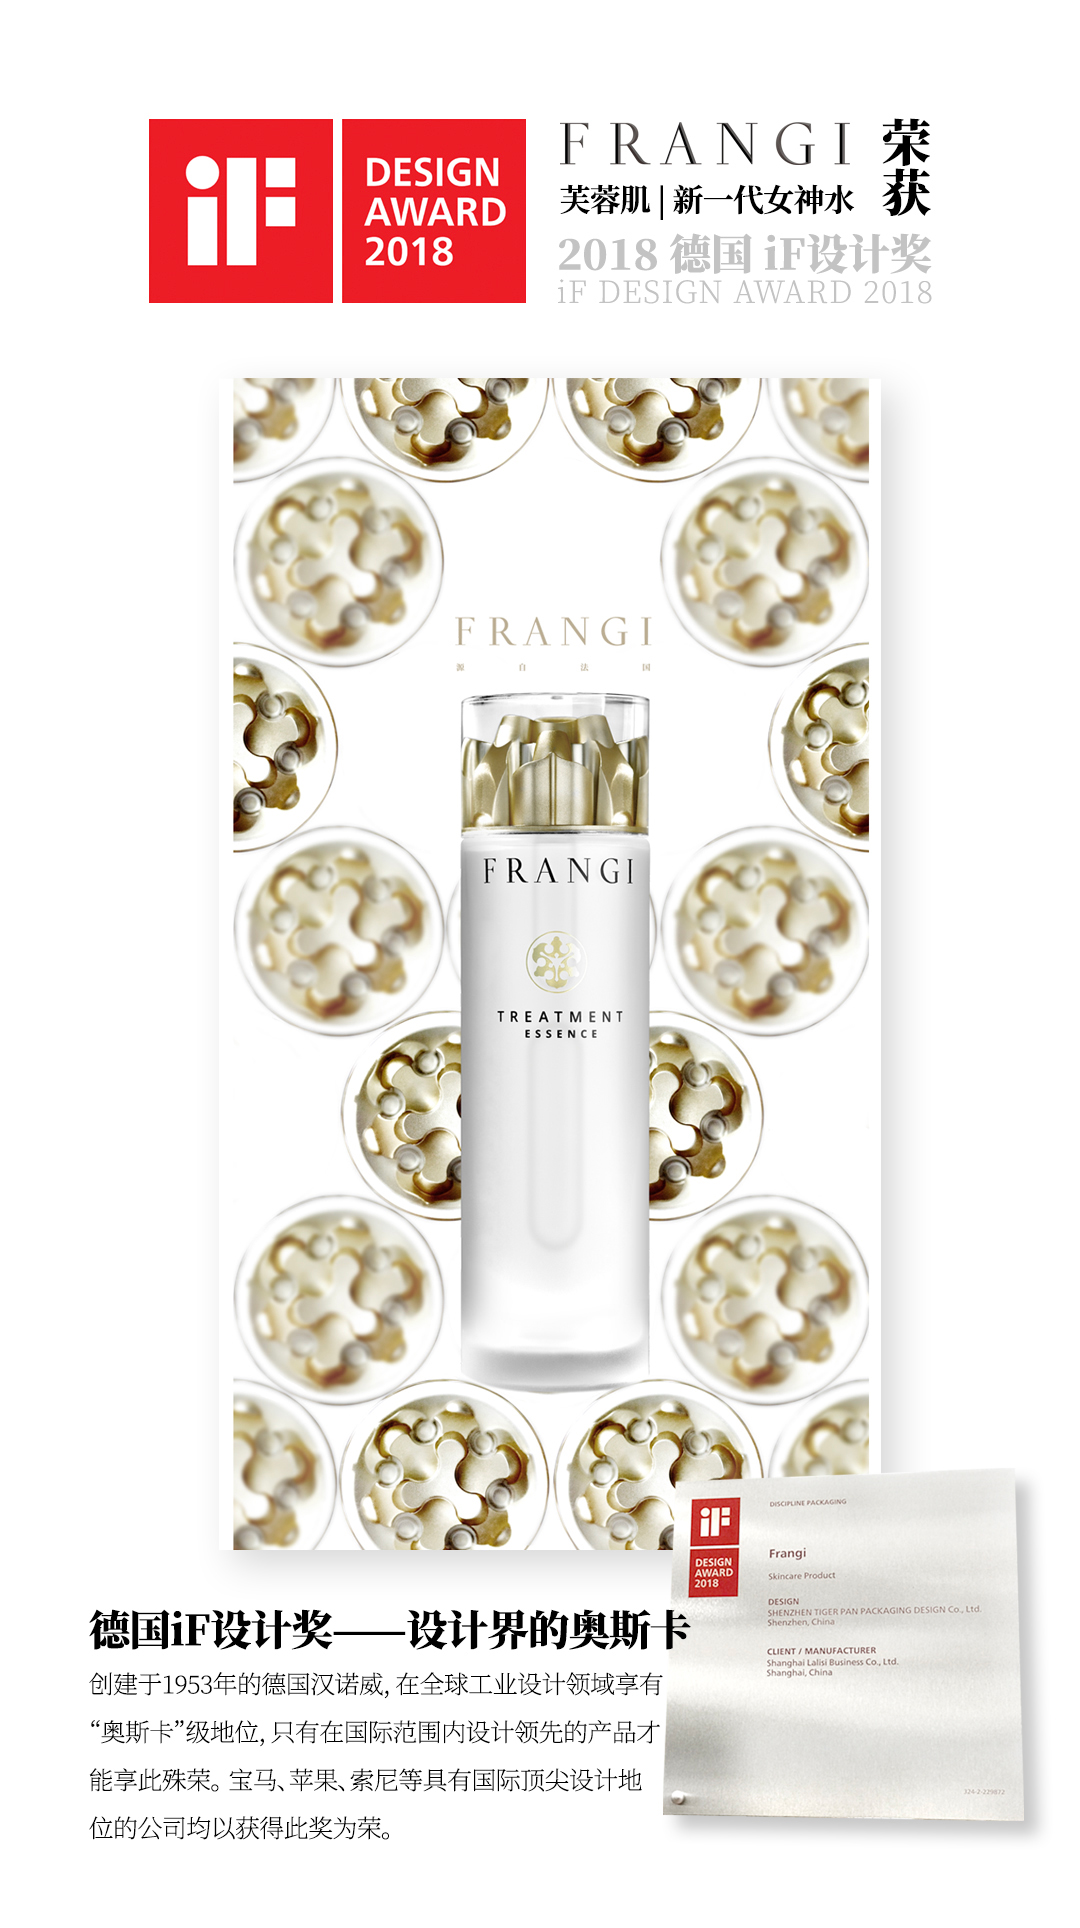 iF
DESIGN
AWARD
2018
FRANGI
芙蓉肌 | 新一代女神水
荣获
2018 德国 iF设计奖
iF DESIGN AWARD 2018
FRANGI
源自法国
FRANGI
TREATMENT
ESSENCE
iF
DESIGN
AWARD
2018
DISCIPLINE PACKAGING
Frangi
Skincare Product
DESIGN
SHENZHEN TIGER PAN PACKAGING DESIGN Co., Ltd.
Shenzhen, China
CLIENT / MANUFACTURER
Shanghai Lalisi Business Co., Ltd.
Shanghai, China
324-2-229872
德国iF设计奖——设计界的奥斯卡
创建于1953年的德国汉诺威, 在全球工业设计领域享有
“奥斯卡”级地位, 只有在国际范围内设计领先的产品才
能享此殊荣。宝马、苹果、索尼等具有国际顶尖设计地
位的公司均以获得此奖为荣。